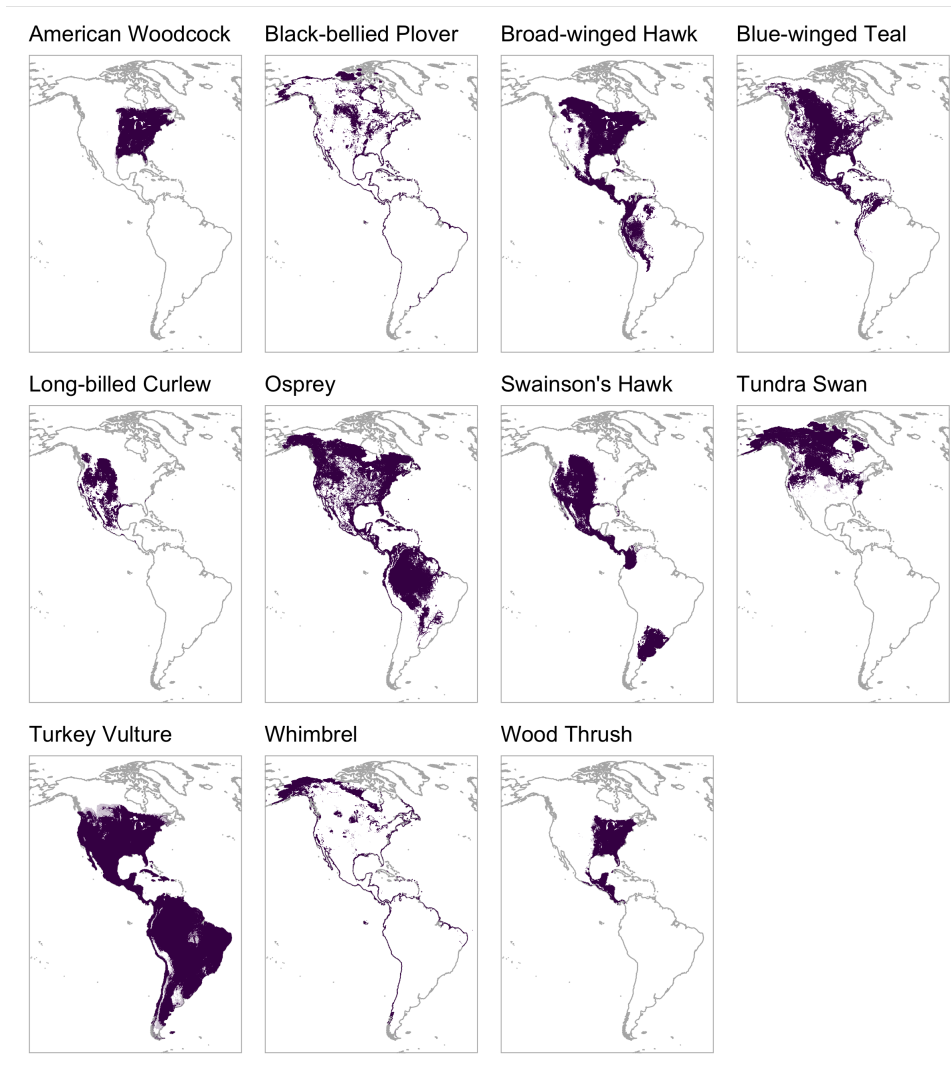 American Woodcock
Black-bellied Plover
Broad-winged Hawk
Blue-winged Teal
Long-billed Curlew
Osprey
Swainson's Hawk
Tundra Swan
Turkey Vulture
Whimbrel
Wood Thrush